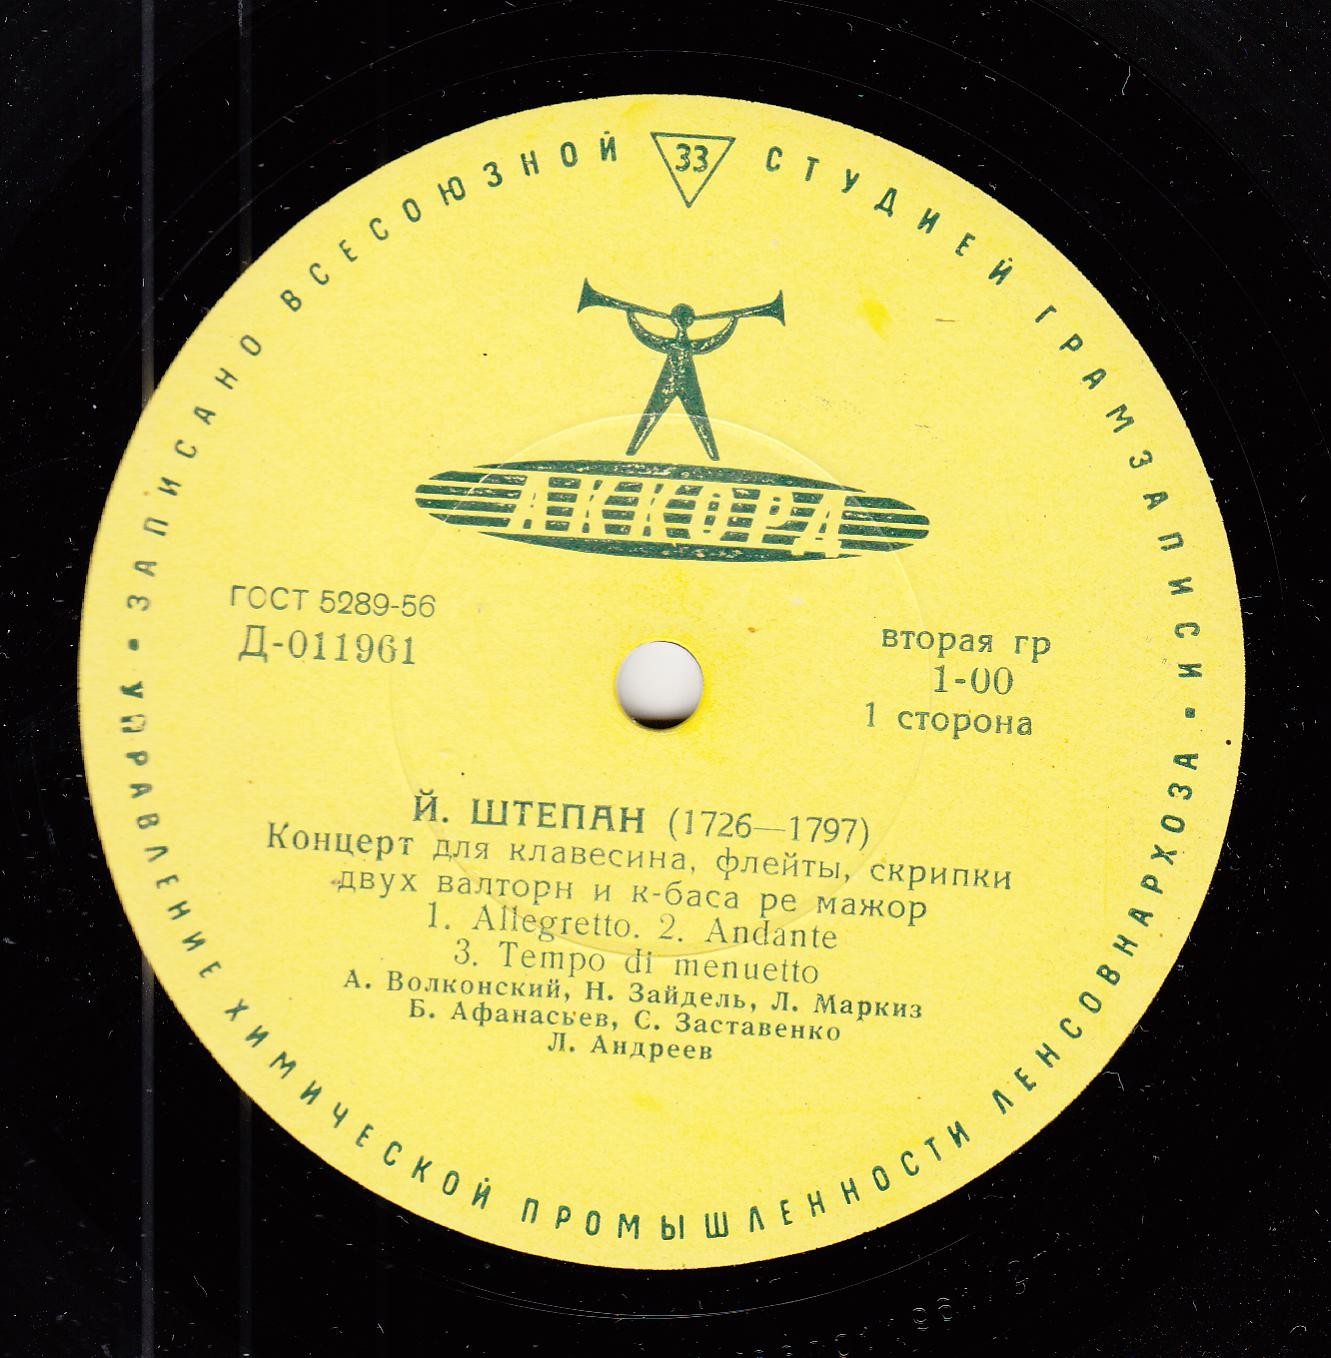 ЗАПИСАНО ВСЕСОЮЗНОЙ 33 СТУДИЕЙ ГРАМЗАПИСИ
АККОРД
ГОСТ 5289-56
Д-011961
вторая гр
1-00
1 сторона
Й. ШТЕПАН (1726—1797)
Концерт для клавесина, флейты, скрипки
двух валторн и к-баса ре мажор
1. Allegretto. 2. Andante
3. Tempo di menuetto
А. Волконский, Н. Зайдель, Л. Маркиз
Б. Афанасьев, С. Заставенко
Л. Андреев
• УПРАВЛЕНИЕ ХИМИЧЕСКОЙ ПРОМЫШЛЕННОСТИ ЛЕНСОВНАРХОЗА •